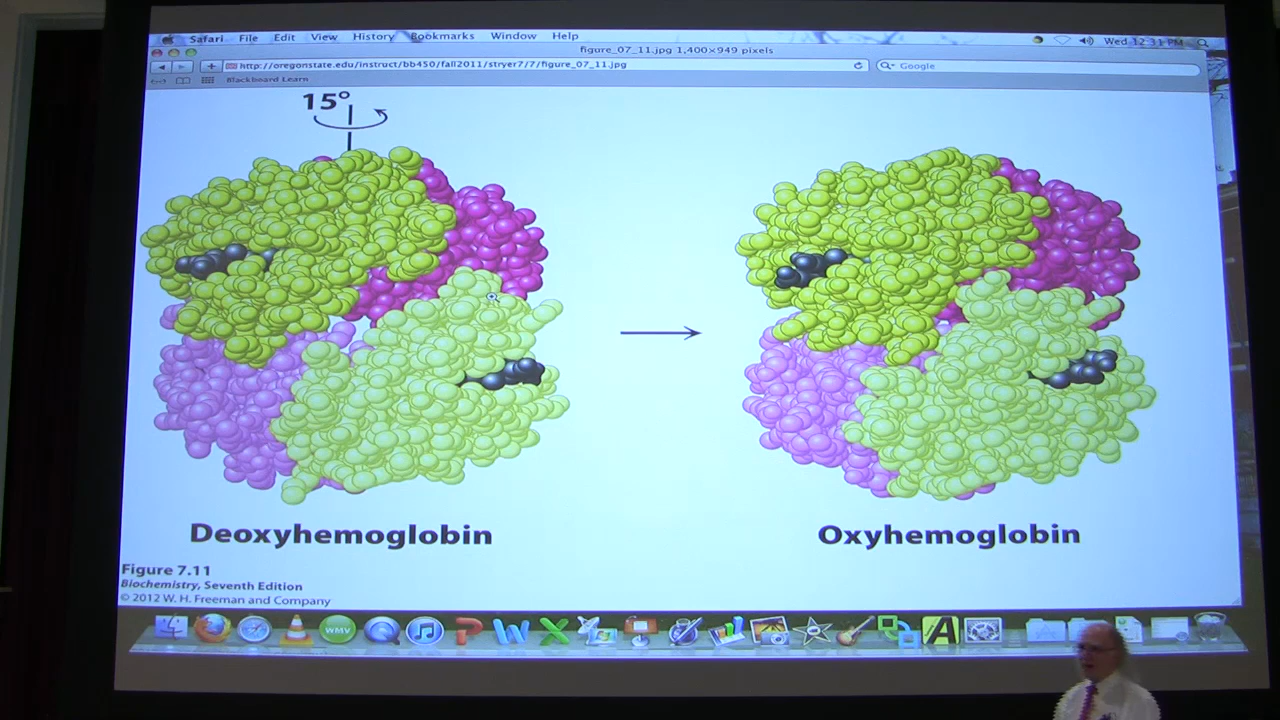 Safari File Edit View History Bookmarks Window Help
Wed 12:31 PM
figure_07_11.jpg 1,400×949 pixels
http://oregonstate.edu/instruct/bb450/fall2011/stryer7/7/figure_07_11.jpg
Google
Blackboard Learn
15°
Deoxyhemoglobin
Oxyhemoglobin
Figure 7.11
Biochemistry, Seventh Edition
© 2012 W. H. Freeman and Company
WMV